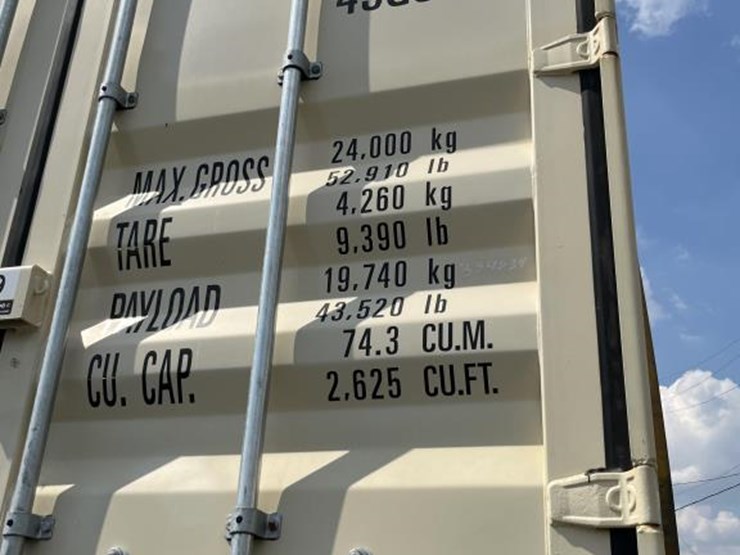 MAX. GROSS 24,000 kg
52.910 lb
TARE 4,260 kg
9,390 lb
PAYLOAD 19,740 kg
43,520 lb
CU. CAP. 74.3 CU.M.
2,625 CU.FT.